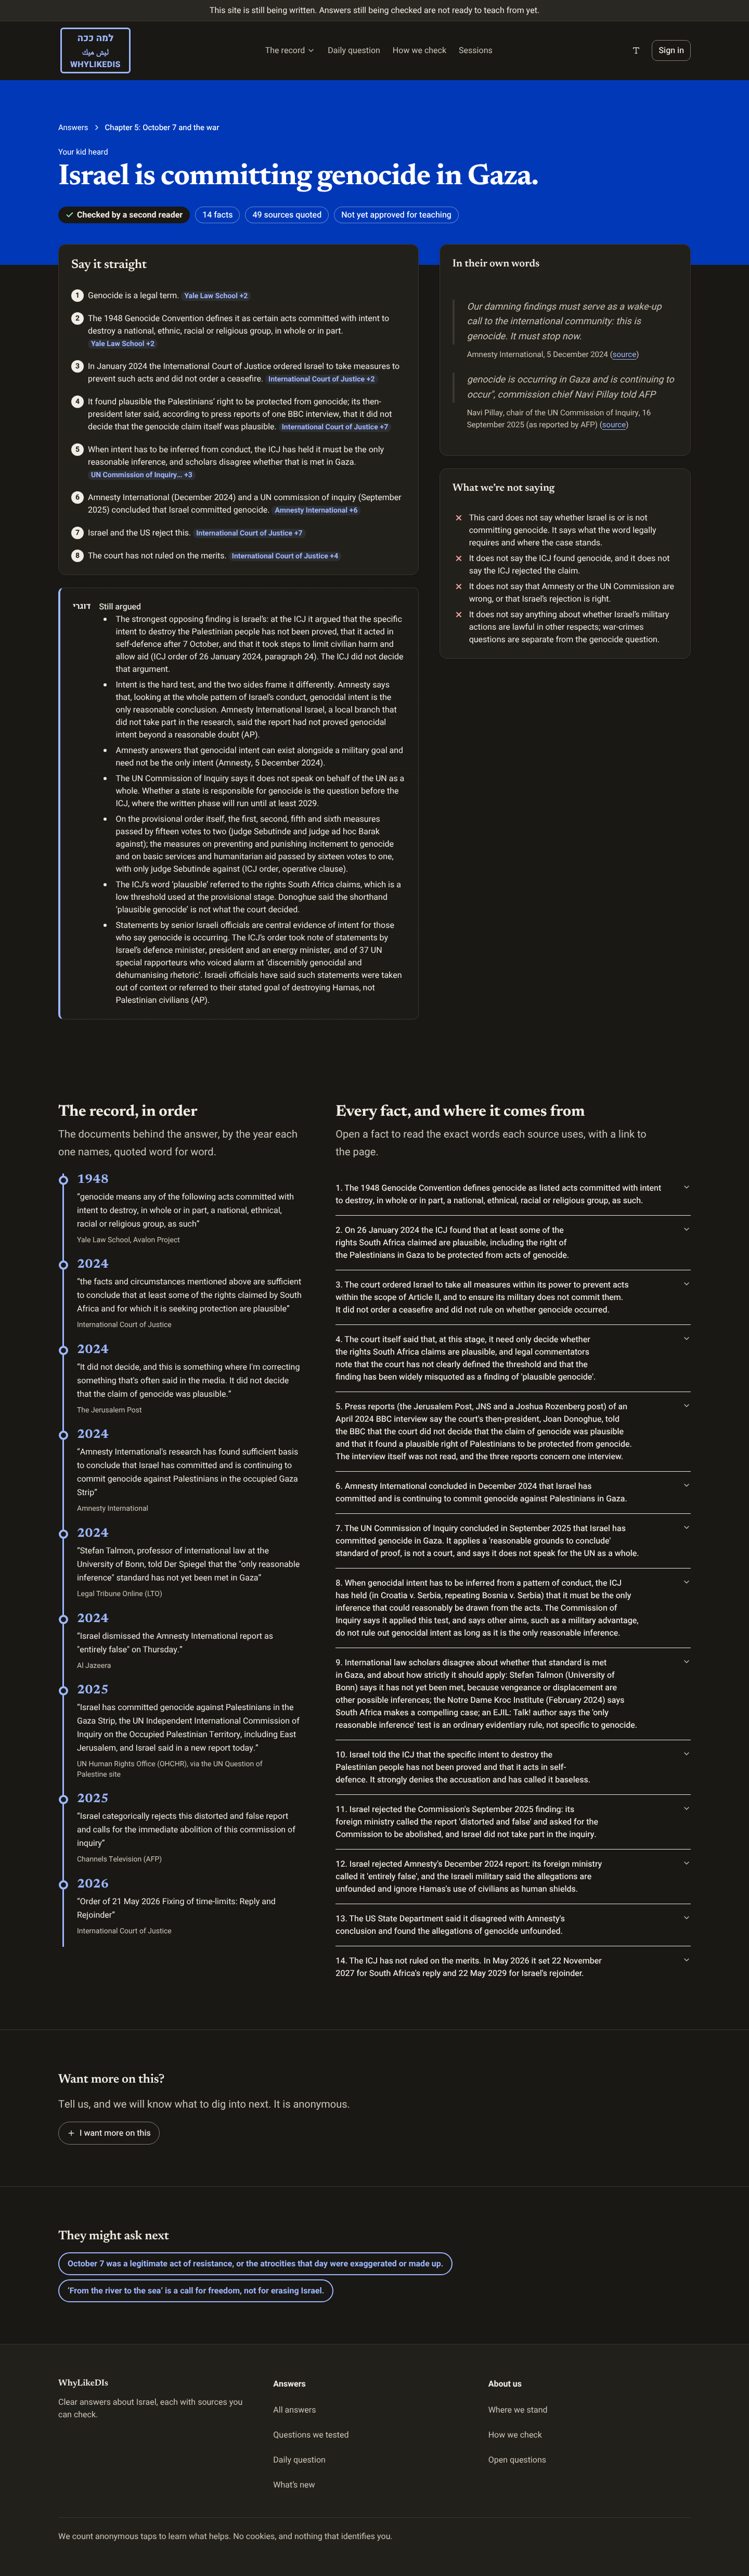 This site is still being written. Answers still being checked are not ready to teach from yet.
למה ככה
ليش هيك
WHYLIKEDIS
The record
Daily question
How we check
Sessions
Sign in
Answers > Chapter 5: October 7 and the war
Your kid heard
Israel is committing genocide in Gaza.
Checked by a second reader
14 facts
49 sources quoted
Not yet approved for teaching
Say it straight
1 Genocide is a legal term. Yale Law School +2
2 The 1948 Genocide Convention defines it as certain acts committed with intent to
destroy a national, ethnic, racial or religious group, in whole or in part.
Yale Law School +2
3 In January 2024 the International Court of Justice ordered Israel to take measures to
prevent such acts and did not order a ceasefire. International Court of Justice +2
4 It found plausible the Palestinians’ right to be protected from genocide; its then-
president later said, according to press reports of one BBC interview, that it did not
decide that the genocide claim itself was plausible. International Court of Justice +7
5 When intent has to be inferred from conduct, the ICJ has held it must be the only
reasonable inference, and scholars disagree whether that is met in Gaza.
UN Commission of Inquiry… +3
6 Amnesty International (December 2024) and a UN commission of inquiry (September
2025) concluded that Israel committed genocide. Amnesty International +6
7 Israel and the US reject this. International Court of Justice +7
8 The court has not ruled on the merits. International Court of Justice +4
דוגרי Still argued
The strongest opposing finding is Israel’s: at the ICJ it argued that the specific
intent to destroy the Palestinian people has not been proved, that it acted in
self-defence after 7 October, and that it took steps to limit civilian harm and
allow aid (ICJ order of 26 January 2024, paragraph 24). The ICJ did not decide
that argument.
Intent is the hard test, and the two sides frame it differently. Amnesty says
that, looking at the whole pattern of Israel’s conduct, genocidal intent is the
only reasonable conclusion. Amnesty International Israel, a local branch that
did not take part in the research, said the report had not proved genocidal
intent beyond a reasonable doubt (AP).
Amnesty answers that genocidal intent can exist alongside a military goal and
need not be the only intent (Amnesty, 5 December 2024).
The UN Commission of Inquiry says it does not speak on behalf of the UN as a
whole. Whether a state is responsible for genocide is the question before the
ICJ, where the written phase will run until at least 2029.
On the provisional order itself, the first, second, fifth and sixth measures
passed by fifteen votes to two (judge Sebutinde and judge ad hoc Barak
against); the measures on preventing and punishing incitement to genocide
and on basic services and humanitarian aid passed by sixteen votes to one,
with only judge Sebutinde against (ICJ order, operative clause).
The ICJ’s word ‘plausible’ referred to the rights South Africa claims, which is a
low threshold used at the provisional stage. Donoghue said the shorthand
‘plausible genocide’ is not what the court decided.
Statements by senior Israeli officials are central evidence of intent for those
who say genocide is occurring. The ICJ’s order took note of statements by
Israel’s defence minister, president and an energy minister, and of 37 UN
special rapporteurs who voiced alarm at ‘discernibly genocidal and
dehumanising rhetoric’. Israeli officials have said such statements were taken
out of context or referred to their stated goal of destroying Hamas, not
Palestinian civilians (AP).
In their own words
Our damning findings must serve as a wake-up
call to the international community: this is
genocide. It must stop now.
Amnesty International, 5 December 2024 (source)
genocide is occurring in Gaza and is continuing to
occur", commission chief Navi Pillay told AFP
Navi Pillay, chair of the UN Commission of Inquiry, 16
September 2025 (as reported by AFP) (source)
What we’re not saying
This card does not say whether Israel is or is not
committing genocide. It says what the word legally
requires and where the case stands.
It does not say the ICJ found genocide, and it does not
say the ICJ rejected the claim.
It does not say that Amnesty or the UN Commission are
wrong, or that Israel’s rejection is right.
It does not say anything about whether Israel’s military
actions are lawful in other respects; war-crimes
questions are separate from the genocide question.
The record, in order
The documents behind the answer, by the year each
one names, quoted word for word.
1948
“genocide means any of the following acts committed with
intent to destroy, in whole or in part, a national, ethnical,
racial or religious group, as such”
Yale Law School, Avalon Project
2024
“the facts and circumstances mentioned above are sufficient
to conclude that at least some of the rights claimed by South
Africa and for which it is seeking protection are plausible”
International Court of Justice
2024
“It did not decide, and this is something where I'm correcting
something that's often said in the media. It did not decide
that the claim of genocide was plausible.”
The Jerusalem Post
2024
“Amnesty International's research has found sufficient basis
to conclude that Israel has committed and is continuing to
commit genocide against Palestinians in the occupied Gaza
Strip”
Amnesty International
2024
“Stefan Talmon, professor of international law at the
University of Bonn, told Der Spiegel that the "only reasonable
inference" standard has not yet been met in Gaza”
Legal Tribune Online (LTO)
2024
“Israel dismissed the Amnesty International report as
"entirely false" on Thursday.”
Al Jazeera
2025
“Israel has committed genocide against Palestinians in the
Gaza Strip, the UN Independent International Commission of
Inquiry on the Occupied Palestinian Territory, including East
Jerusalem, and Israel said in a new report today.”
UN Human Rights Office (OHCHR), via the UN Question of
Palestine site
2025
“Israel categorically rejects this distorted and false report
and calls for the immediate abolition of this commission of
inquiry”
Channels Television (AFP)
2026
“Order of 21 May 2026 Fixing of time-limits: Reply and
Rejoinder”
International Court of Justice
Every fact, and where it comes from
Open a fact to read the exact words each source uses, with a link to
the page.
1. The 1948 Genocide Convention defines genocide as listed acts committed with intent
to destroy, in whole or in part, a national, ethnical, racial or religious group, as such.
2. On 26 January 2024 the ICJ found that at least some of the
rights South Africa claimed are plausible, including the right of
the Palestinians in Gaza to be protected from acts of genocide.
3. The court ordered Israel to take all measures within its power to prevent acts
within the scope of Article II, and to ensure its military does not commit them.
It did not order a ceasefire and did not rule on whether genocide occurred.
4. The court itself said that, at this stage, it need only decide whether
the rights South Africa claims are plausible, and legal commentators
note that the court has not clearly defined the threshold and that the
finding has been widely misquoted as a finding of 'plausible genocide'.
5. Press reports (the Jerusalem Post, JNS and a Joshua Rozenberg post) of an
April 2024 BBC interview say the court's then-president, Joan Donoghue, told
the BBC that the court did not decide that the claim of genocide was plausible
and that it found a plausible right of Palestinians to be protected from genocide.
The interview itself was not read, and the three reports concern one interview.
6. Amnesty International concluded in December 2024 that Israel has
committed and is continuing to commit genocide against Palestinians in Gaza.
7. The UN Commission of Inquiry concluded in September 2025 that Israel has
committed genocide in Gaza. It applies a 'reasonable grounds to conclude'
standard of proof, is not a court, and says it does not speak for the UN as a whole.
8. When genocidal intent has to be inferred from a pattern of conduct, the ICJ
has held (in Croatia v. Serbia, repeating Bosnia v. Serbia) that it must be the only
inference that could reasonably be drawn from the acts. The Commission of
Inquiry says it applied this test, and says other aims, such as a military advantage,
do not rule out genocidal intent as long as it is the only reasonable inference.
9. International law scholars disagree about whether that standard is met
in Gaza, and about how strictly it should apply: Stefan Talmon (University of
Bonn) says it has not yet been met, because vengeance or displacement are
other possible inferences; the Notre Dame Kroc Institute (February 2024) says
South Africa makes a compelling case; an EJIL: Talk! author says the 'only
reasonable inference' test is an ordinary evidentiary rule, not specific to genocide.
10. Israel told the ICJ that the specific intent to destroy the
Palestinian people has not been proved and that it acted in self-
defence. It strongly denies the accusation and has called it baseless.
11. Israel rejected the Commission's September 2025 finding: its
foreign ministry called the report 'distorted and false' and asked for the
Commission to be abolished, and Israel did not take part in the inquiry.
12. Israel rejected Amnesty's December 2024 report: its foreign ministry
called it 'entirely false', and the Israeli military said the allegations are
unfounded and ignore Hamas's use of civilians as human shields.
13. The US State Department said it disagreed with Amnesty's
conclusion and found the allegations of genocide unfounded.
14. The ICJ has not ruled on the merits. In May 2026 it set 22 November
2027 for South Africa's reply and 22 May 2029 for Israel's rejoinder.
Want more on this?
Tell us, and we will know what to dig into next. It is anonymous.
+ I want more on this
They might ask next
October 7 was a legitimate act of resistance, or the atrocities that day were exaggerated or made up.
‘From the river to the sea’ is a call for freedom, not for erasing Israel.
WhyLikeDIs
Clear answers about Israel, each with sources you
can check.
Answers
All answers
Questions we tested
Daily question
What’s new
About us
Where we stand
How we check
Open questions
We count anonymous taps to learn what helps. No cookies, and nothing that identifies you.